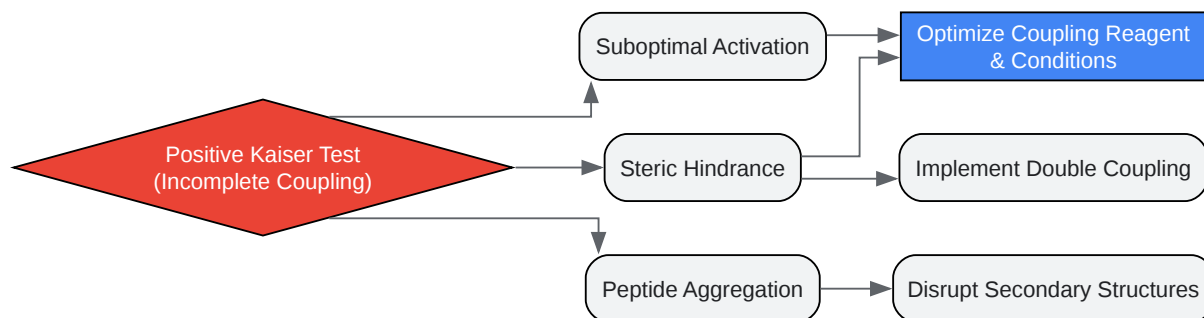 Suboptimal Activation
Optimize Coupling Reagent
& Conditions
Positive Kaiser Test
(Incomplete Coupling)
Steric Hindrance
Implement Double Coupling
Peptide Aggregation
Disrupt Secondary Structures